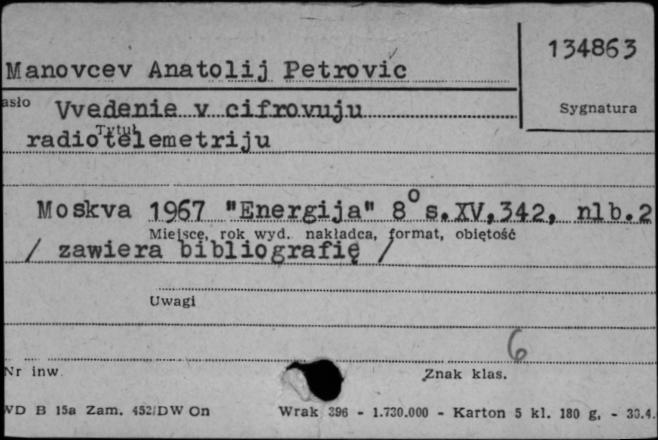 134863
Manovcev Anatolij Petrovič
asło Vvedenie v cifrovuju
Sygnatura
Tytuł
radiotelemetriju
Moskva 1967 "Energija" 8° s.XV,342, nlb.2
Miejsce, rok wyd. nakładca, format, objętość
/ zawiera bibliografię /
Uwagi
6
Nr inw.
Znak klas.
WD B 15a Zam. 452/DW On Wrak 396 - 1.730.000 - Karton 5 kl. 180 g. - 30.4.